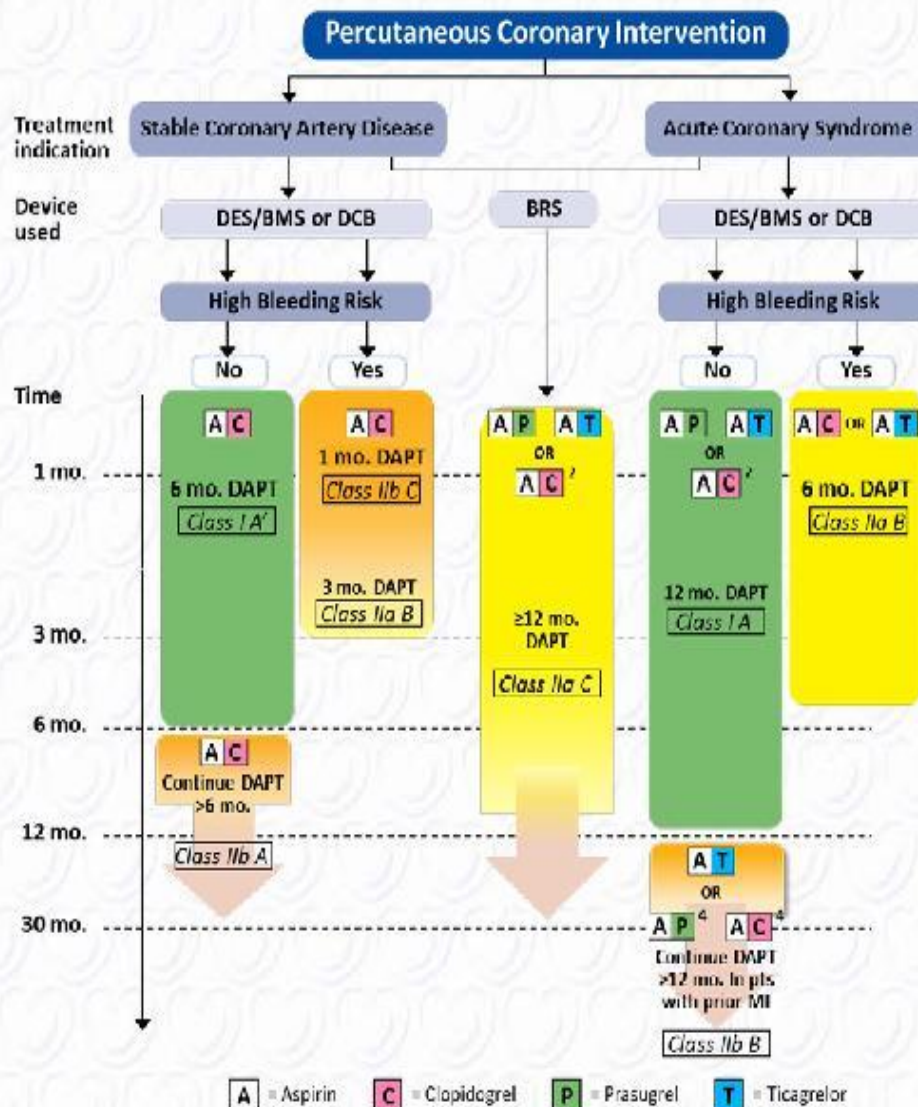 Percutaneous Coronary Intervention
Treatment indication
Stable Coronary Artery Disease
Acute Coronary Syndrome
Device used
DES/BMS or DCB
BRS
DES/BMS or DCB
High Bleeding Risk
High Bleeding Risk
No
Yes
No
Yes
Time
A C
A C
A P A T
A P A T
A C OR A T
1 mo. DAPT
OR
OR
1 mo.
Class IIb C
A C 2
A C 2
6 mo. DAPT
6 mo. DAPT
Class I A
Class IIa B
3 mo. DAPT
12 mo. DAPT
Class IIa B
≥12 mo.
DAPT
Class I A
3 mo.
Class IIa C
6 mo.
A C
Continue DAPT
>6 mo.
12 mo.
Class IIb A
A T
OR
30 mo.
A P 4 A C 4
Continue DAPT
>12 mo. In pts
with prior MI
Class IIb B
A = Aspirin C = Clopidogrel P = Prasugrel T = Ticagrelor